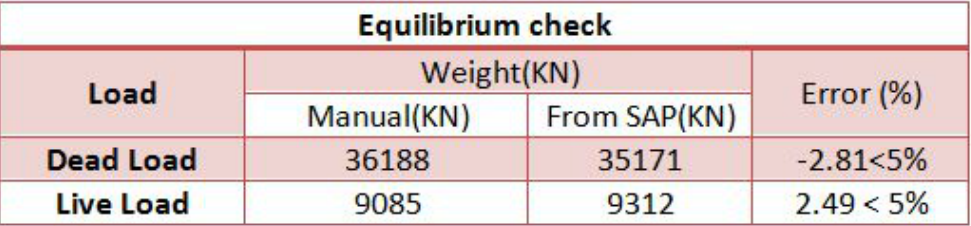 Equilibrium check
Load Weight(KN) Error (%)
Manual(KN) From SAP(KN)
Dead Load 36188 35171 -2.81<5%
Live Load 9085 9312 2.49 < 5%